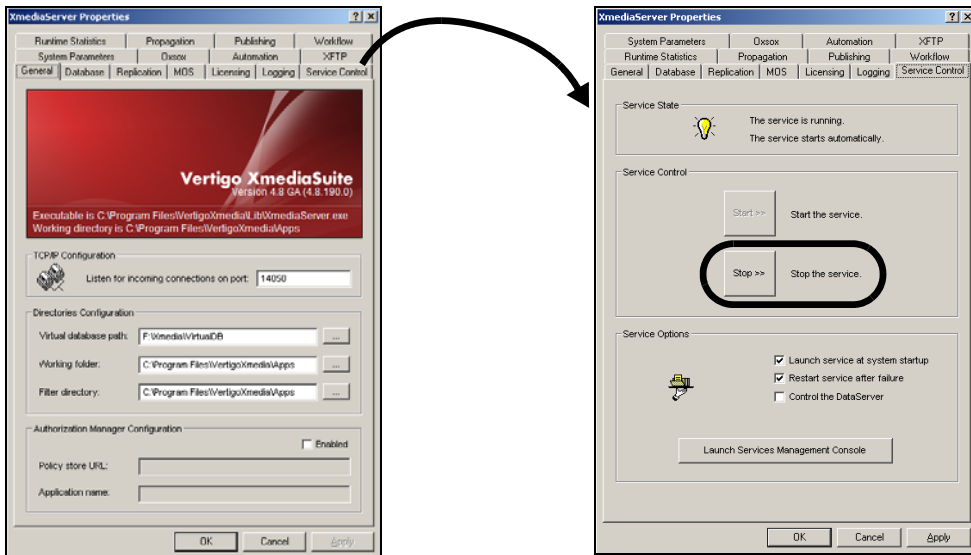 XmediaServer Properties
Runtime Statistics Propagation Publishing Workflow
System Parameters Oxsox Automation XFTP
General Database Replication MOS Licensing Logging Service Control
Vertigo XmediaSuite
Version 4.8 GA (4.8.190.0)
Executable is C:\Program Files\VertigoXmedia\Lib\XmediaServer.exe
Working directory is C:\Program Files\VertigoXmedia\Apps
TCP/IP Configuration
Listen for incoming connections on port: 14050
Directories Configuration
Virtual database path: F:\Xmedia\VirtualDB ...
Working folder: C:\Program Files\VertigoXmedia\Apps ...
Filter directory: C:\Program Files\VertigoXmedia\Apps ...
Authorization Manager Configuration
Enabled
Policy store URL:
Application name:
OK Cancel Apply
XmediaServer Properties
System Parameters Oxsox Automation XFTP
Runtime Statistics Propagation Publishing Workflow
General Database Replication MOS Licensing Logging Service Control
Service State
The service is running.
The service starts automatically.
Service Control
Start >> Start the service.
Stop >> Stop the service.
Service Options
Launch service at system startup
Restart service after failure
Control the DataServer
Launch Services Management Console
OK Cancel Apply